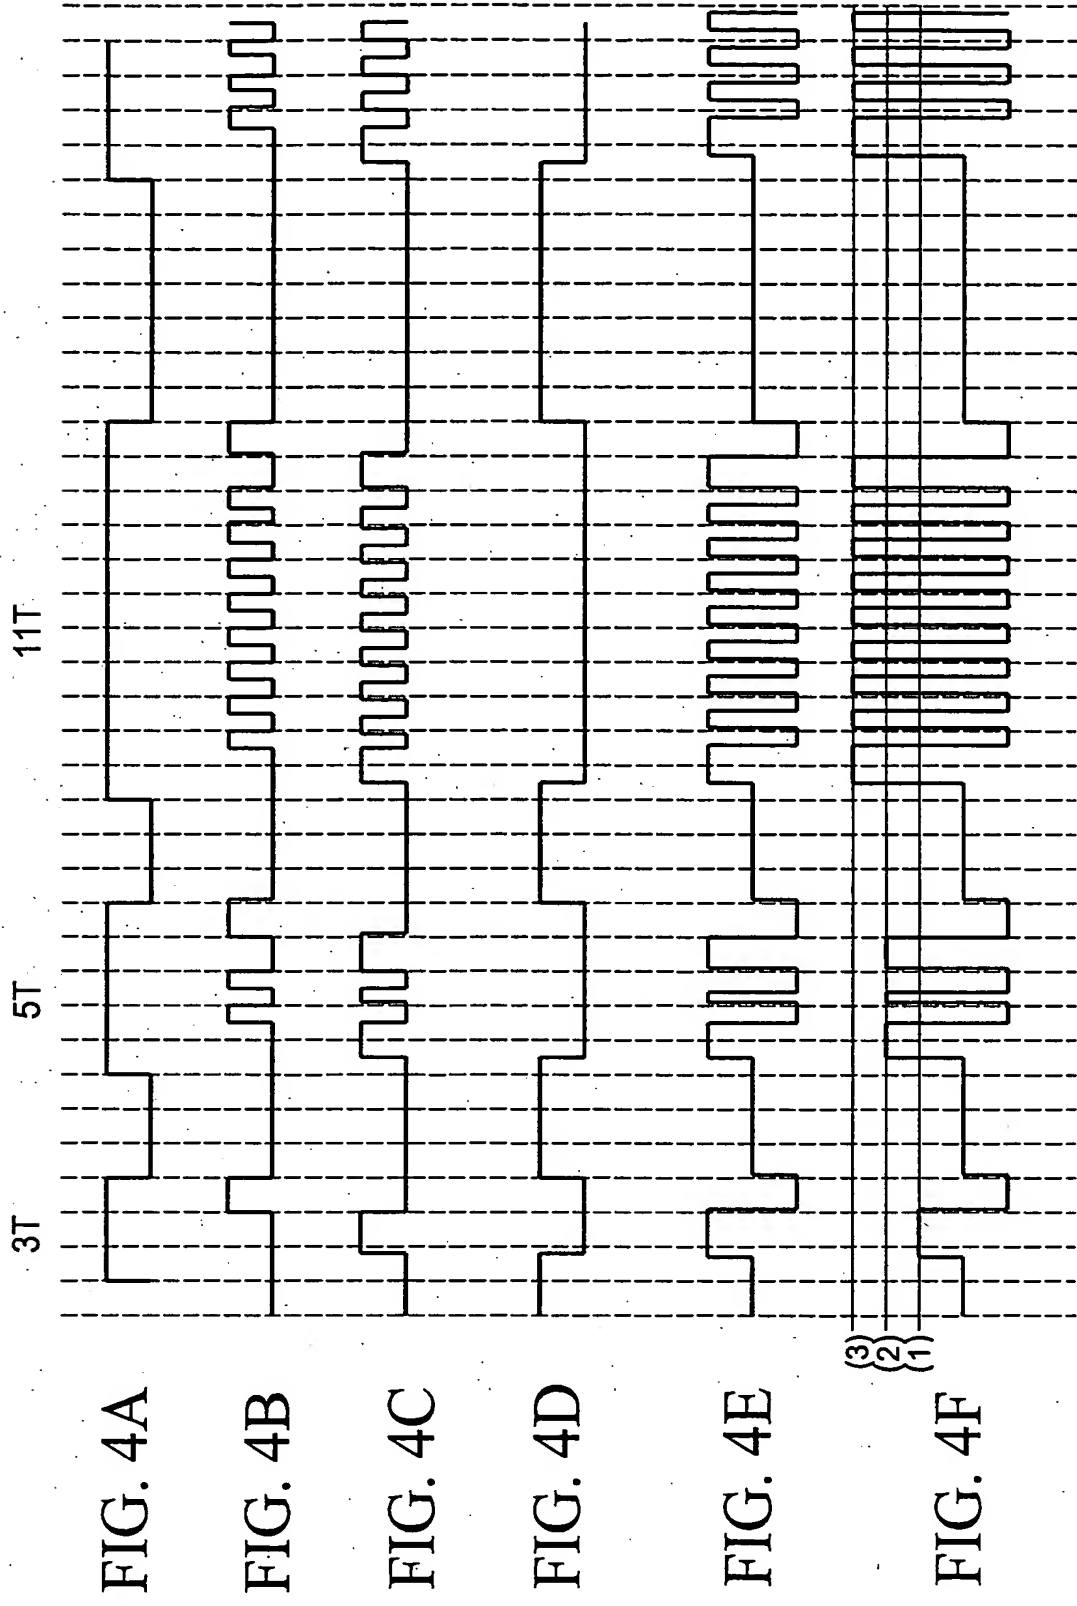 3T
5T
11T
FIG. 4A
FIG. 4B
FIG. 4C
FIG. 4D
FIG. 4E
(3)
(2)
(1)
FIG. 4F